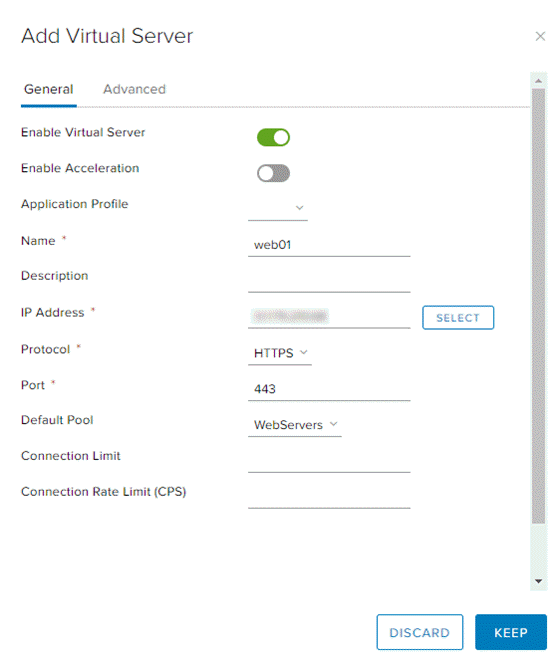 Add Virtual Server
General Advanced
Enable Virtual Server
Enable Acceleration
Application Profile
Name * web01
Description
IP Address * SELECT
Protocol * HTTPS
Port * 443
Default Pool WebServers
Connection Limit
Connection Rate Limit (CPS)
DISCARD KEEP